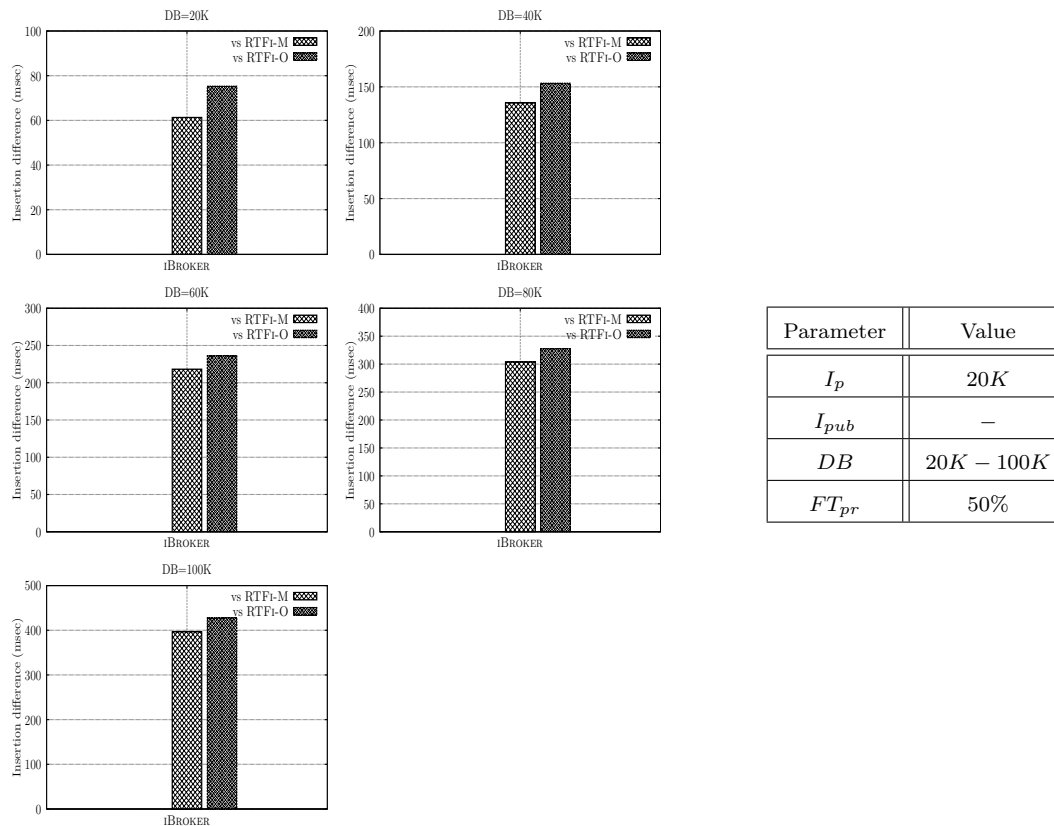 DB=20K
100
80
60
40
20
0
Insertion difference (msec)
vs RTFI-M
vs RTFI-O
IBROKER
DB=40K
200
150
100
50
0
Insertion difference (msec)
vs RTFI-M
vs RTFI-O
IBROKER
DB=60K
300
250
200
150
100
50
0
Insertion difference (msec)
vs RTFI-M
vs RTFI-O
IBROKER
DB=80K
400
350
300
250
200
150
100
50
0
Insertion difference (msec)
vs RTFI-M
vs RTFI-O
IBROKER
Parameter Value
I_p 20K
I_pub −
DB 20K − 100K
FT_pr 50%
DB=100K
500
400
300
200
100
0
Insertion difference (msec)
vs RTFI-M
vs RTFI-O
IBROKER